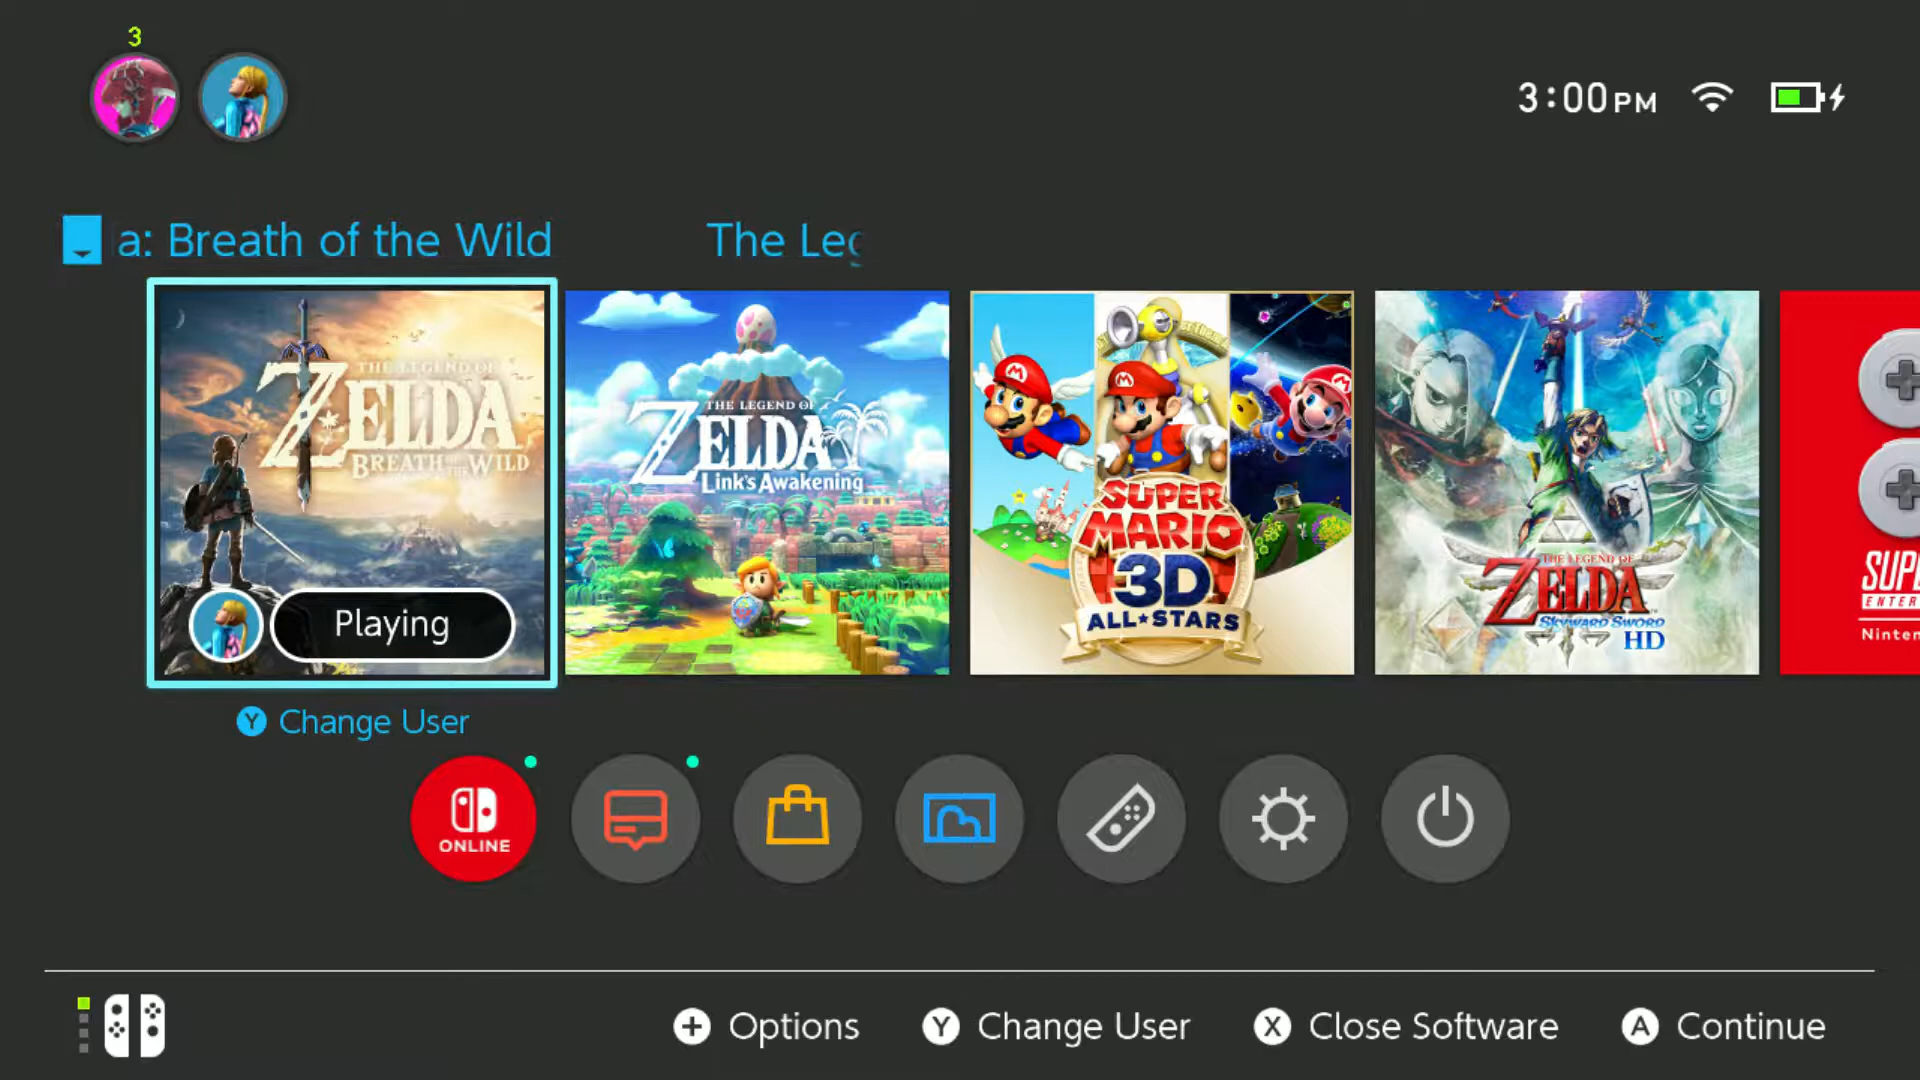 3
3:00PM
a: Breath of the Wild The Leg
THE LEGEND OF
ZELDA
BREATH OF THE WILD
Playing
THE LEGEND OF
ZELDA
Link's Awakening
SUPER
MARIO
3D
ALL★STARS
THE LEGEND OF
ZELDA
SKYWARD SWORD
HD
SUPE
ENTER
Ninten
Y Change User
ONLINE
+ Options
Y Change User
X Close Software
A Continue